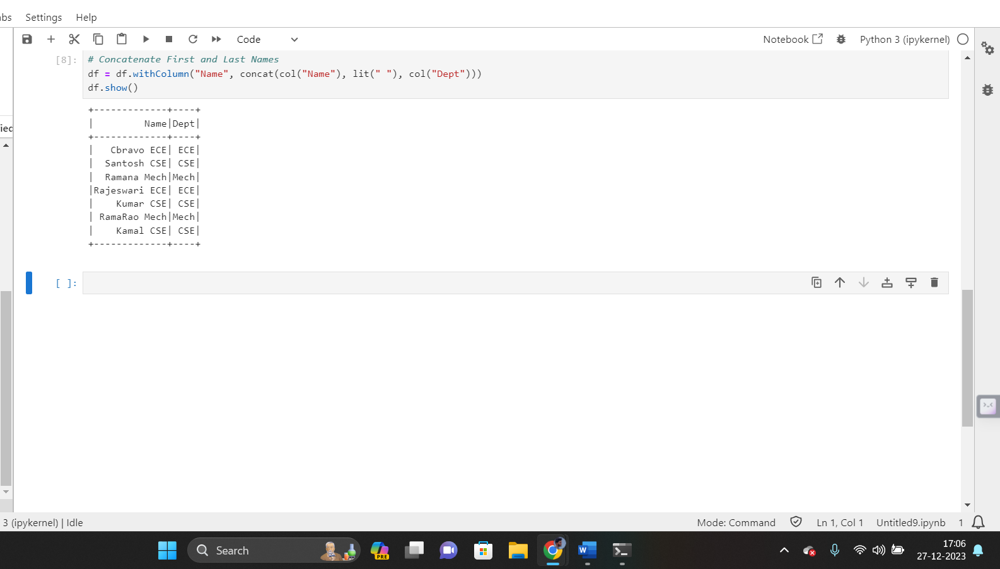 abs Settings Help
Code Notebook Python 3 (ipykernel)
[8]: # Concatenate First and Last Names
df = df.withColumn("Name", concat(col("Name"), lit(" "), col("Dept")))
df.show()
+-------------+----+
|         Name|Dept|
+-------------+----+
|   Cbravo ECE| ECE|
|  Santosh CSE| CSE|
|  Ramana Mech|Mech|
|Rajeswari ECE| ECE|
|    Kumar CSE| CSE|
| RamaRao Mech|Mech|
|    Kamal CSE| CSE|
+-------------+----+
ied
[ ]:
3 (ipykernel) | Idle Mode: Command Ln 1, Col 1 Untitled9.ipynb 1
Search PRE W 17:06
27-12-2023